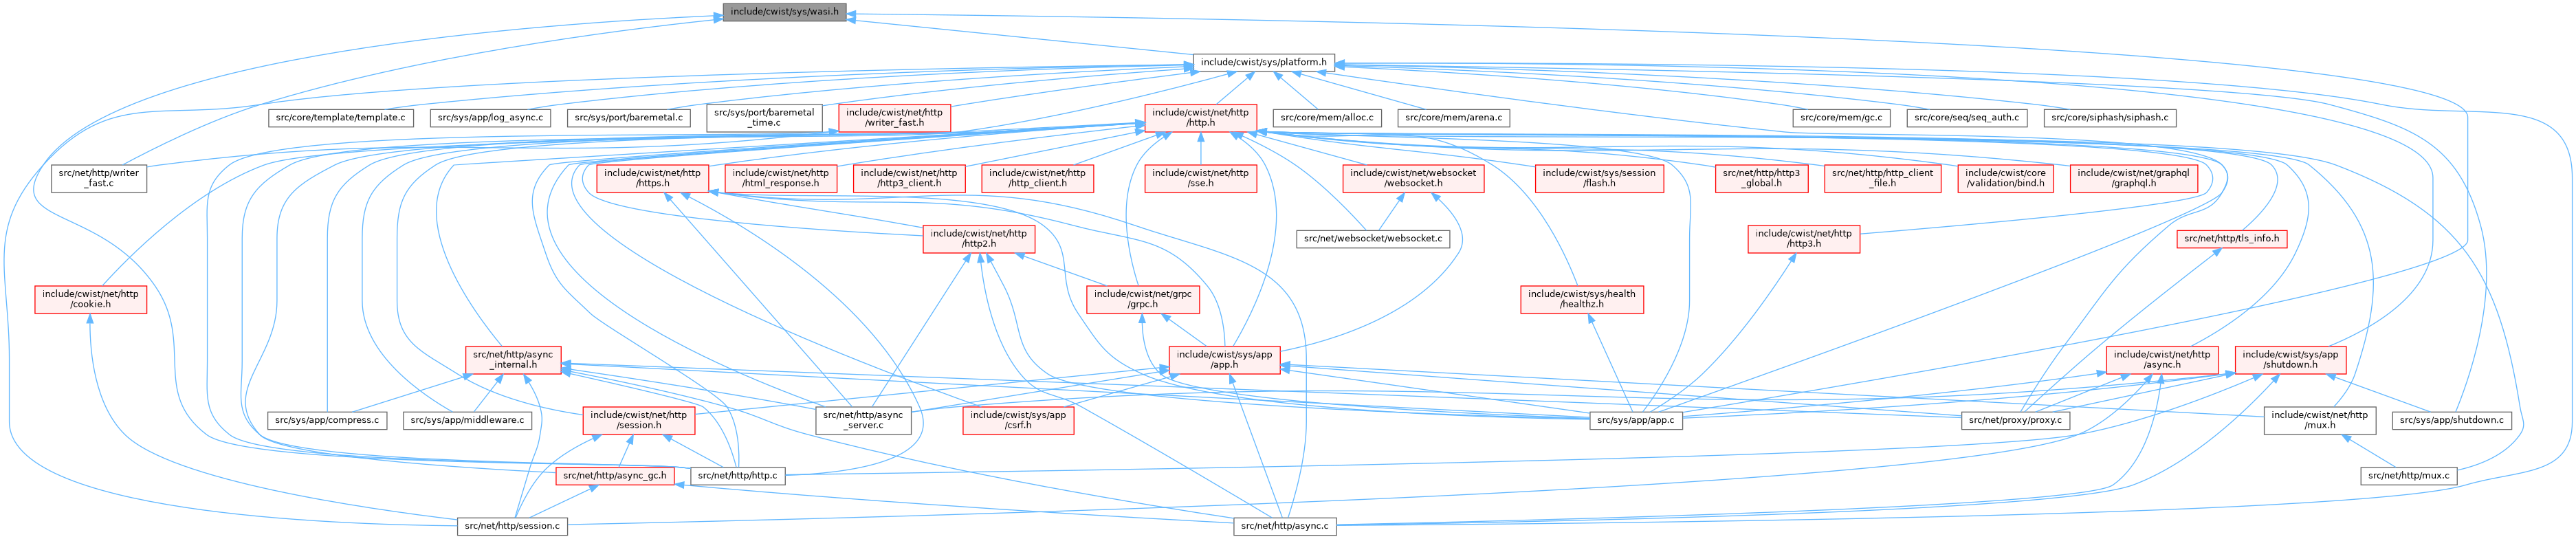 include/cwist/sys/wasi.h
include/cwist/sys/platform.h
src/core/template/template.c
src/sys/app/log_async.c
src/sys/port/baremetal.c
src/sys/port/baremetal
_time.c
include/cwist/net/http
/writer_fast.h
include/cwist/net/http
/http.h
src/core/mem/alloc.c
src/core/mem/arena.c
src/core/mem/gc.c
src/core/seq/seq_auth.c
src/core/siphash/siphash.c
src/net/http/writer
_fast.c
include/cwist/net/http
/https.h
include/cwist/net/http
/html_response.h
include/cwist/net/http
/http3_client.h
include/cwist/net/http
/http_client.h
include/cwist/net/http
/sse.h
include/cwist/net/websocket
/websocket.h
include/cwist/sys/session
/flash.h
src/net/http/http3
_global.h
src/net/http/http_client
_file.h
include/cwist/core
/validation/bind.h
include/cwist/net/graphql
/graphql.h
include/cwist/net/http
/http2.h
src/net/websocket/websocket.c
include/cwist/net/http
/http3.h
src/net/http/tls_info.h
include/cwist/net/http
/cookie.h
include/cwist/net/grpc
/grpc.h
include/cwist/sys/health
/healthz.h
src/net/http/async
_internal.h
include/cwist/sys/app
/app.h
include/cwist/net/http
/async.h
include/cwist/sys/app
/shutdown.h
src/sys/app/compress.c
src/sys/app/middleware.c
include/cwist/net/http
/session.h
src/net/http/async
_server.c
include/cwist/sys/app
/csrf.h
src/sys/app/app.c
src/net/proxy/proxy.c
include/cwist/net/http
/mux.h
src/sys/app/shutdown.c
src/net/http/async_gc.h
src/net/http/http.c
src/net/http/mux.c
src/net/http/session.c
src/net/http/async.c